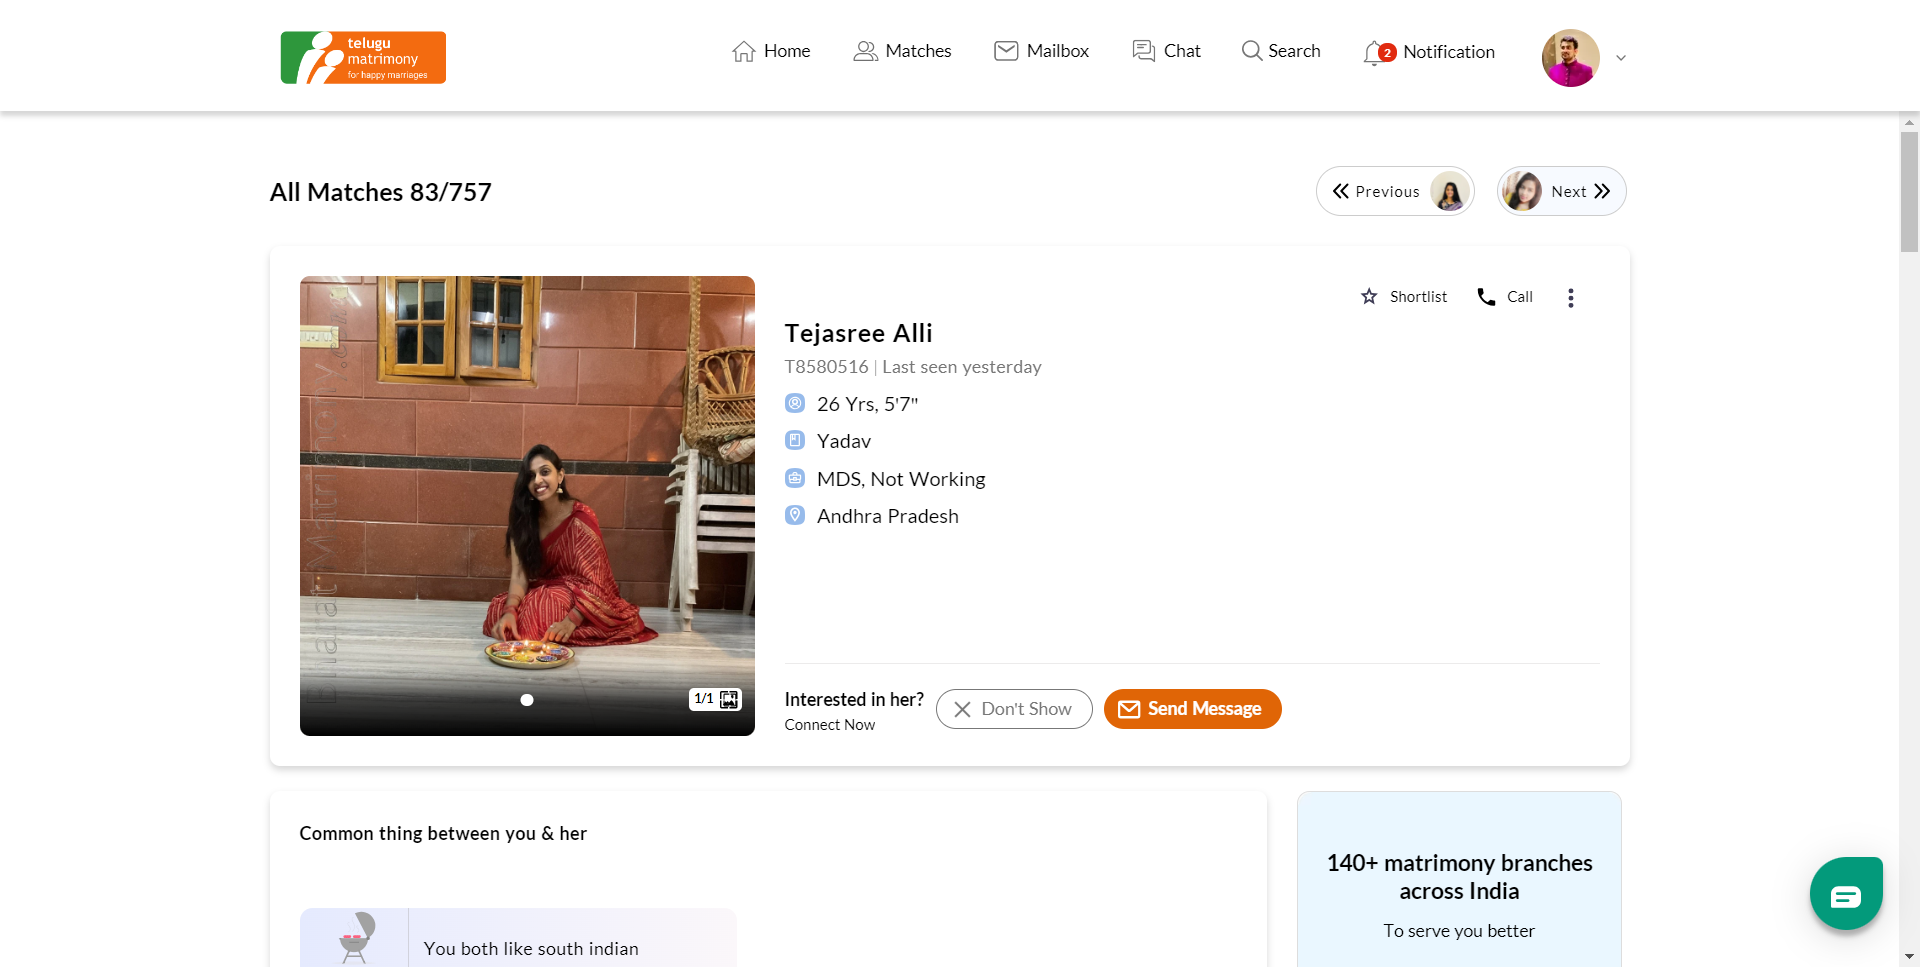 telugu
matrimony
for happy marriages
Home
Matches
Mailbox
Chat
Search
2
Notification
All Matches 83/757
Previous
Next
BharatMatrimony.com
1/1
Shortlist
Call
Tejasree Alli
T8580516 | Last seen yesterday
26 Yrs, 5'7"
Yadav
MDS, Not Working
Andhra Pradesh
Interested in her?
Connect Now
Don't Show
Send Message
Common thing between you & her
You both like south indian
140+ matrimony branches
across India
To serve you better